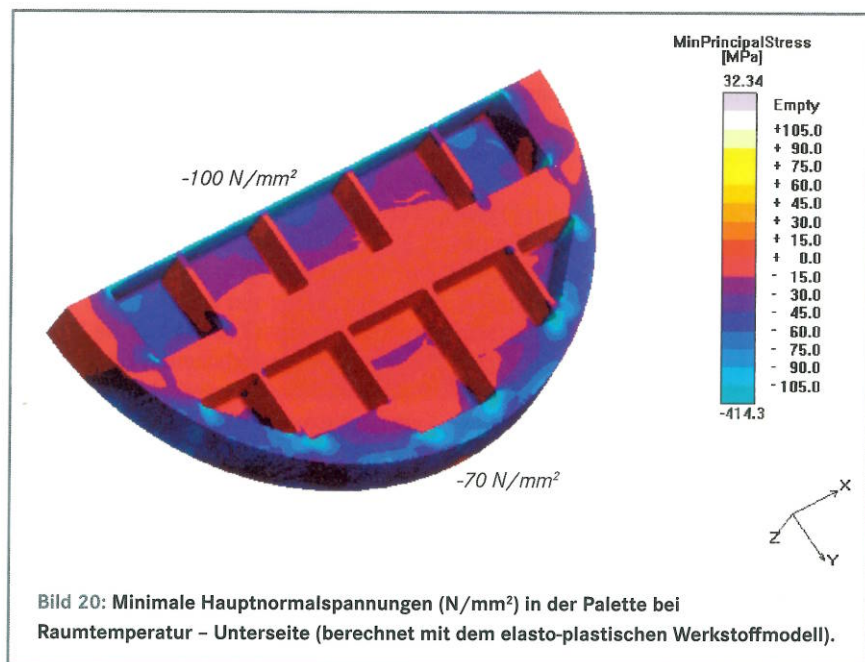 MinPrincipalStress
[MPa]
32.34
Empty
+105.0
+ 90.0
+ 75.0
+ 60.0
+ 45.0
+ 30.0
+ 15.0
+ 0.0
- 15.0
- 30.0
- 45.0
- 60.0
- 75.0
- 90.0
-105.0
-414.3
-100 N/mm²
-70 N/mm²
X
Z
Y
Bild 20: Minimale Hauptnormalspannungen (N/mm²) in der Palette bei
Raumtemperatur – Unterseite (berechnet mit dem elasto-plastischen Werkstoffmodell).